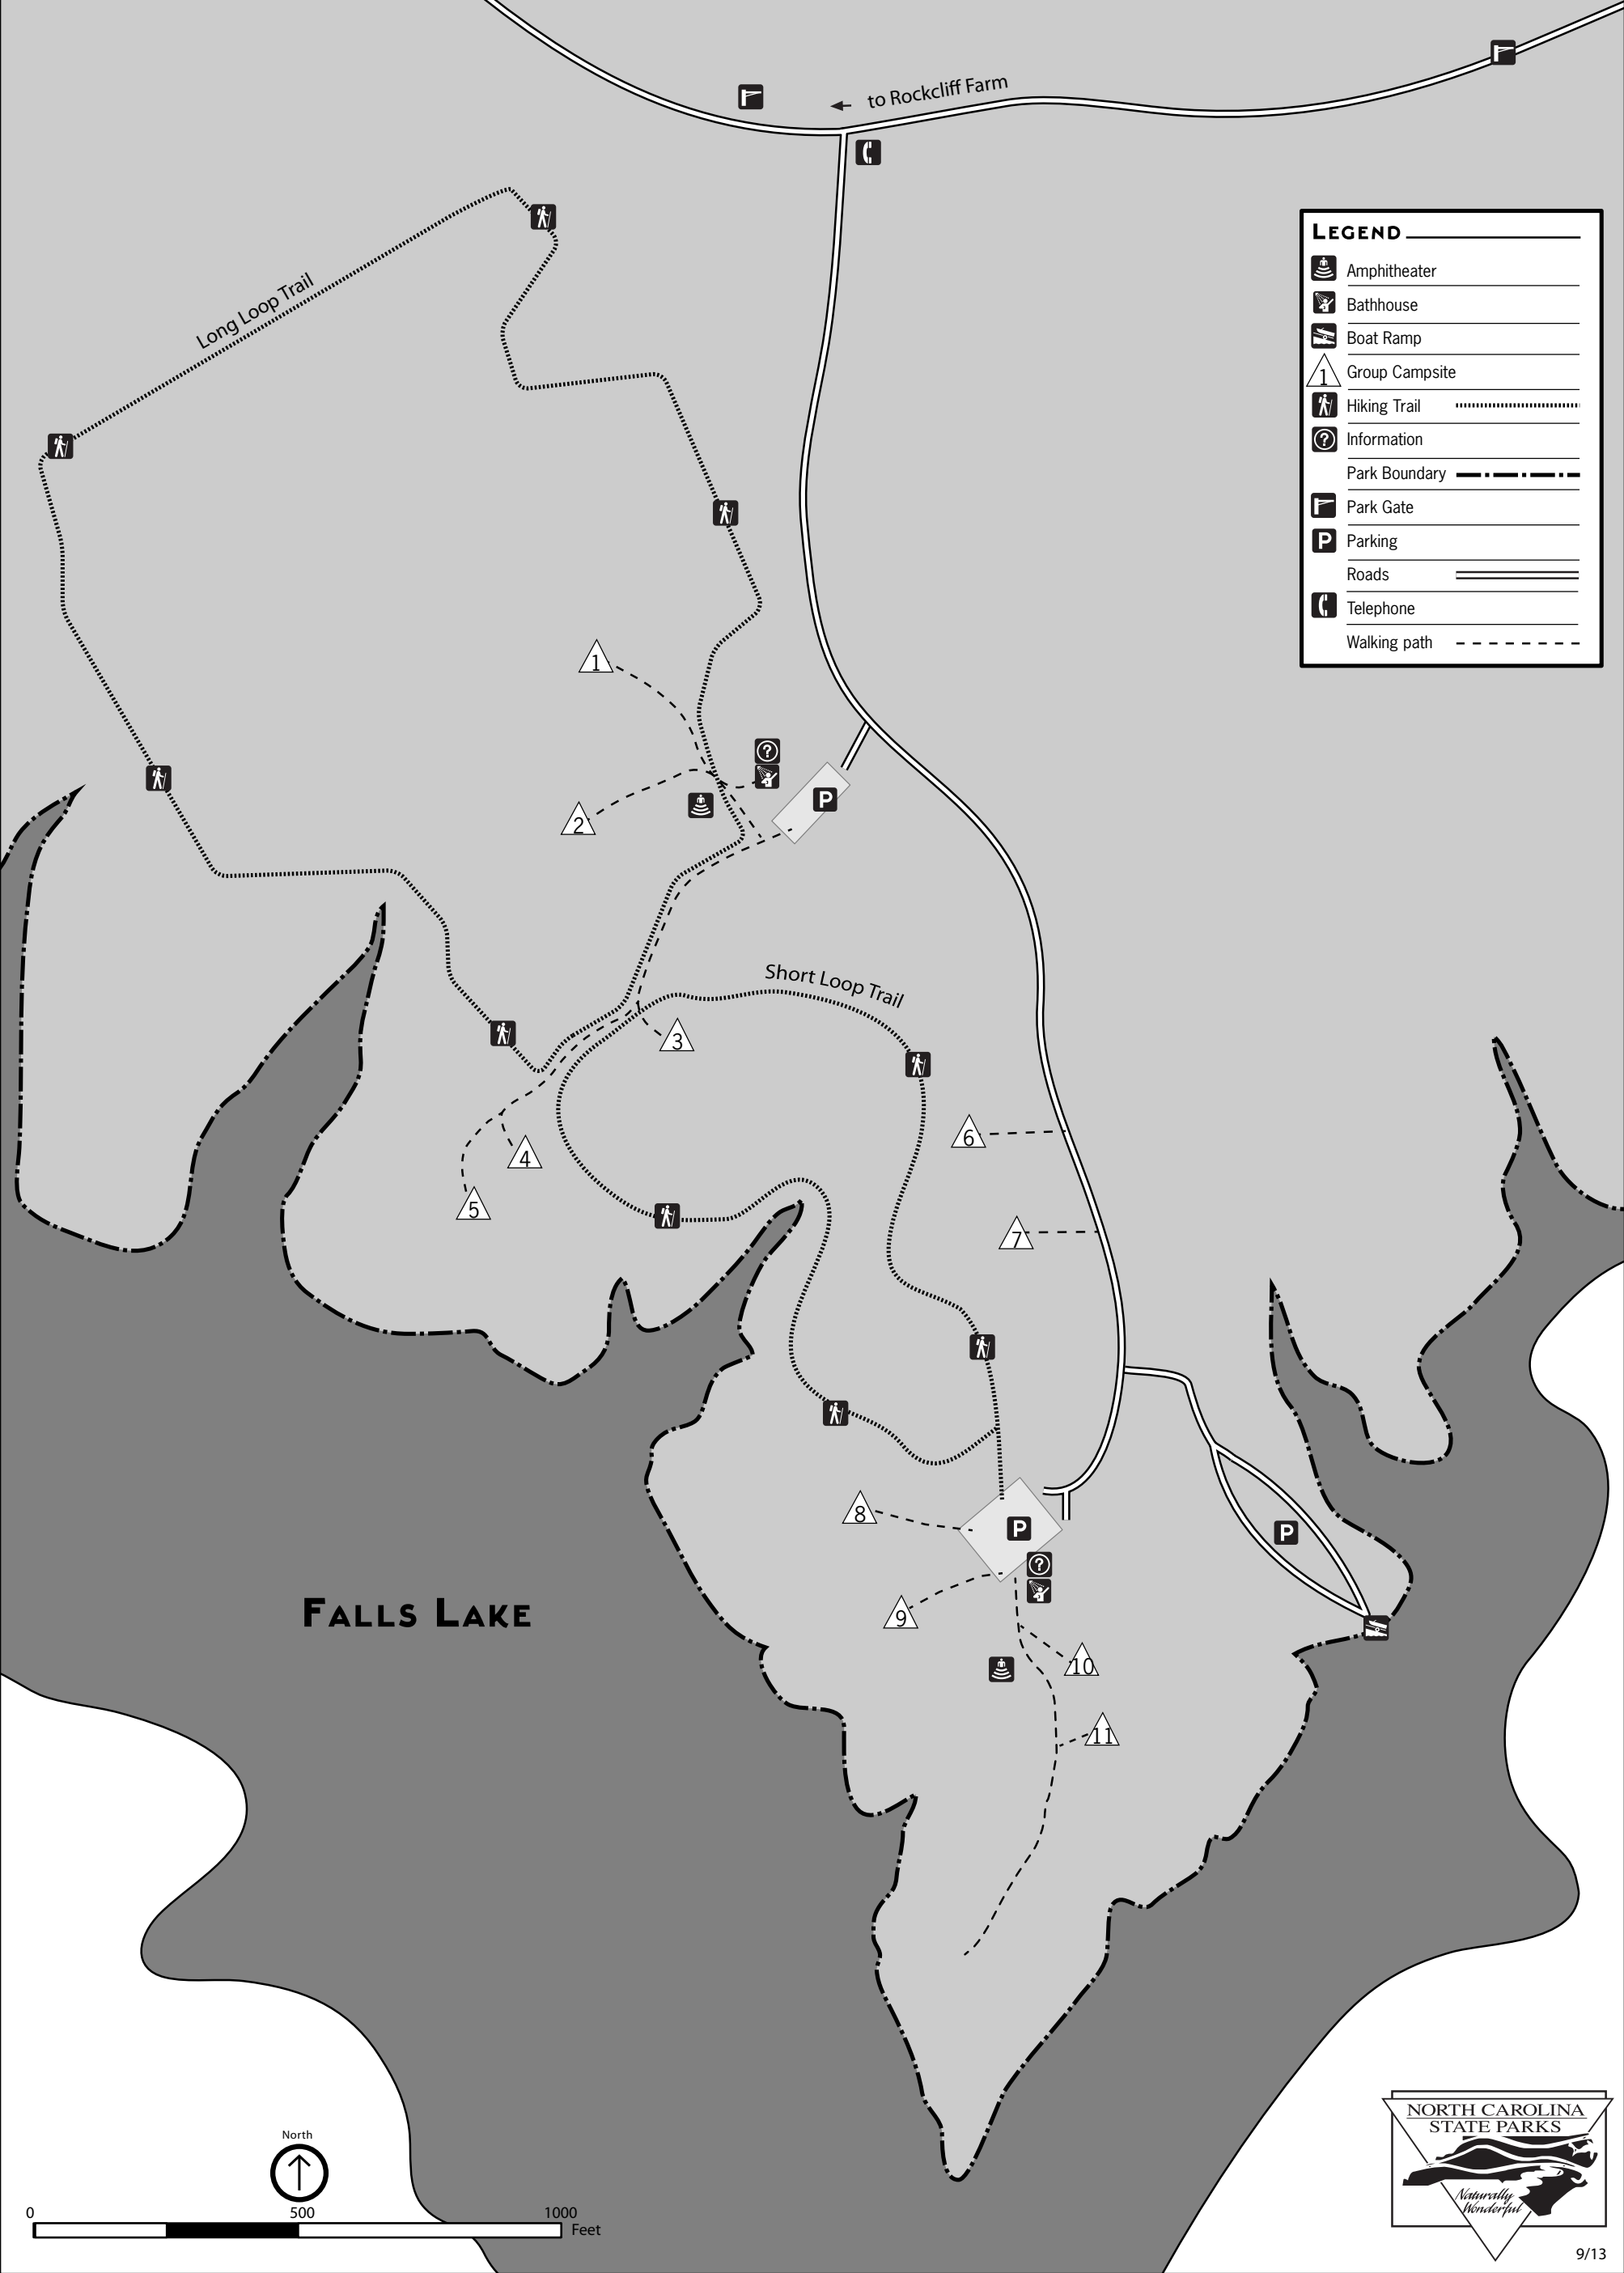 to Rockcliff Farm
LEGEND
Amphitheater
Bathhouse
Boat Ramp
1 Group Campsite
Hiking Trail
? Information
Park Boundary
Park Gate
P Parking
Roads
Telephone
Walking path
Long Loop Trail
1
?
P
2
Short Loop Trail
3
4
5
6
7
8
P
P
?
9
10
11
FALLS LAKE
North
0 500 1000
Feet
NORTH CAROLINA
STATE PARKS
Naturally
Wonderful
9/13